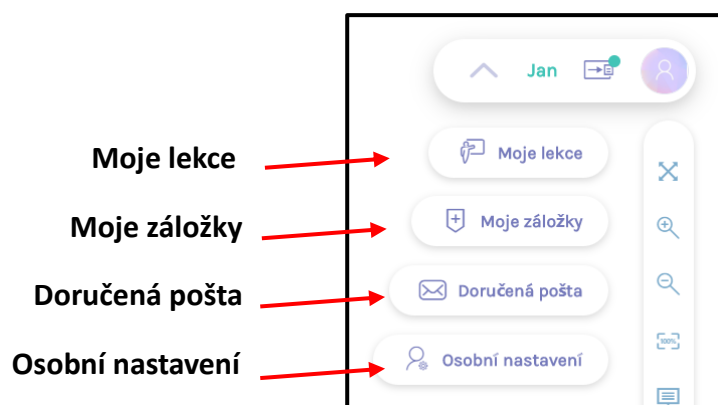 Jan
Moje lekce
Moje lekce
Moje záložky
Moje záložky
Doručená pošta
Doručená pošta
100%
Osobní nastavení
Osobní nastavení